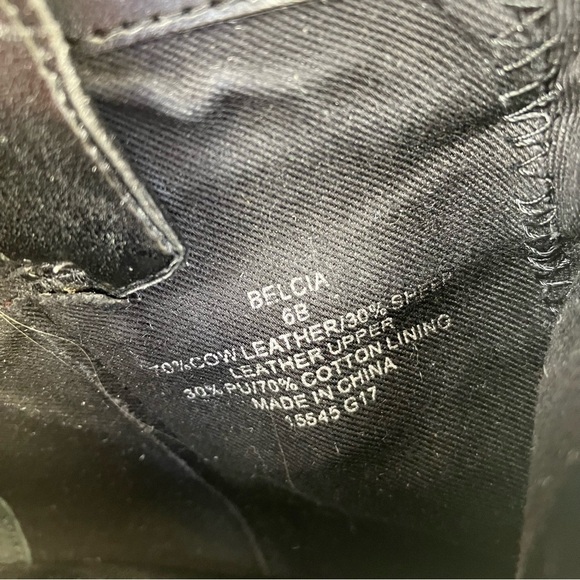 BELCIA
6B
70%COW LEATHER/30% SHEEP
LEATHER UPPER
30% PU/70% COTTON LINING
MADE IN CHINA
15545 G17